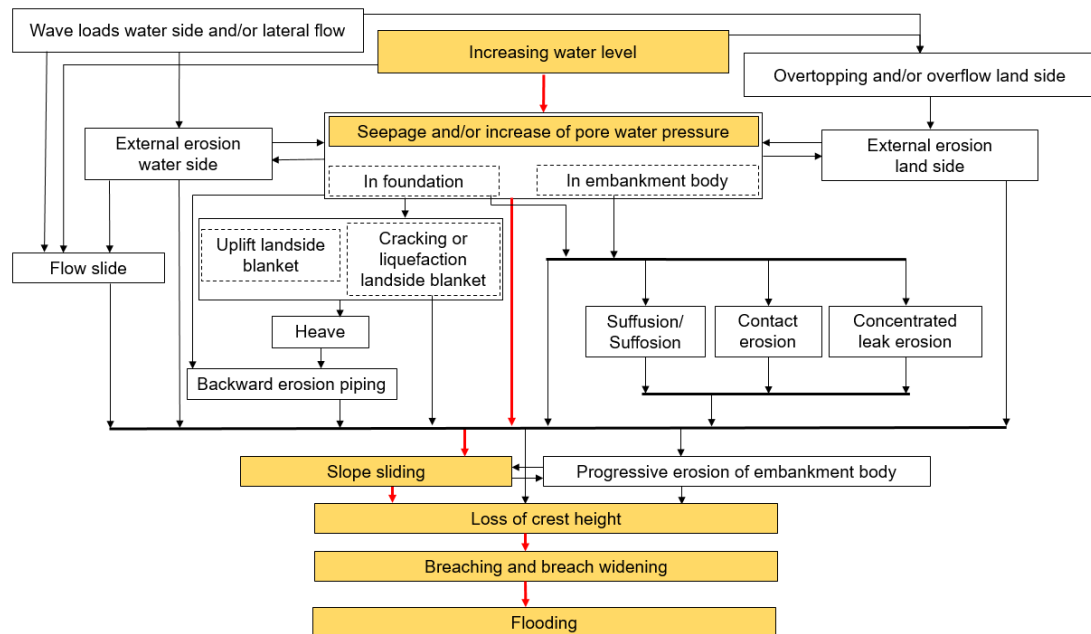 Wave loads water side and/or lateral flow
Increasing water level
Overtopping and/or overflow land side
Seepage and/or increase of pore water pressure
External erosion
water side
External erosion
land side
In foundation
In embankment body
Uplift landside
blanket
Cracking or
liquefaction
landside blanket
Flow slide
Heave
Suffusion/
Suffosion
Contact
erosion
Concentrated
leak erosion
Backward erosion piping
Slope sliding
Progressive erosion of embankment body
Loss of crest height
Breaching and breach widening
Flooding